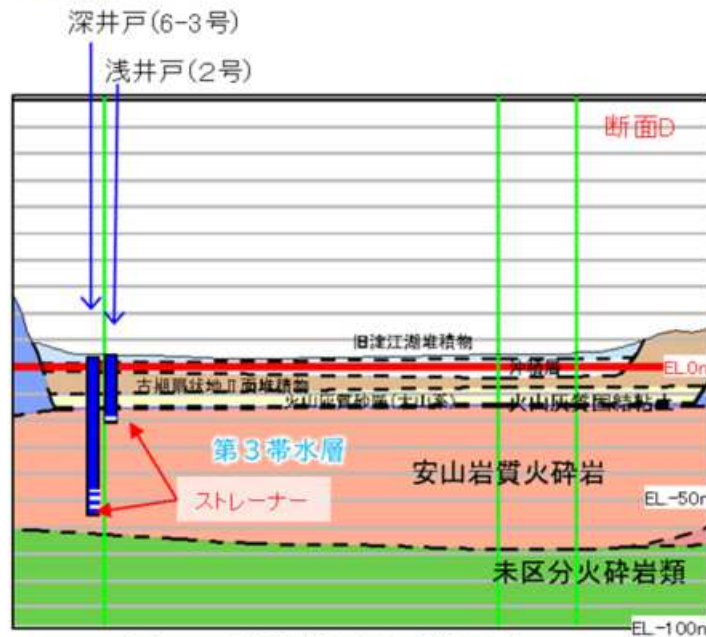 深井戸(6-3号)
浅井戸(2号)
断面D
旧津江湖堆積物
沖積層
EL.0m
古期扇状地Ⅱ面堆積物
火山灰質砂層(大山系)
火山灰質固結粘土
第3帯水層
安山岩質火砕岩
ストレーナー
EL.-50m
未区分火砕岩類
EL-100m